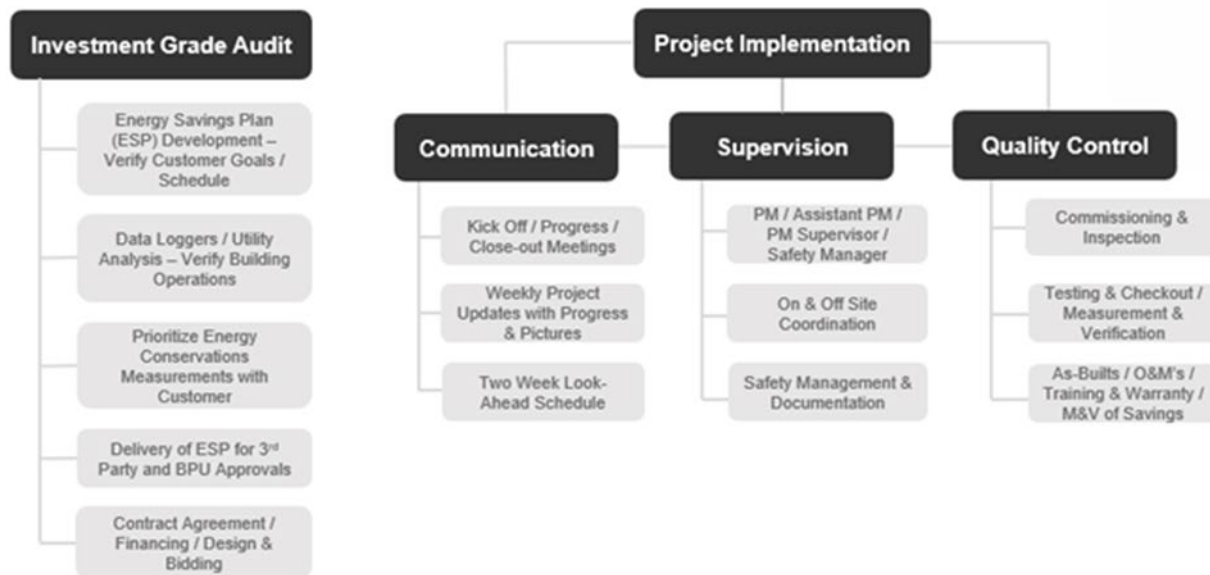 Investment Grade Audit
Energy Savings Plan
(ESP) Development –
Verify Customer Goals /
Schedule
Data Loggers / Utility
Analysis – Verify Building
Operations
Prioritize Energy
Conservations
Measurements with
Customer
Delivery of ESP for 3rd
Party and BPU Approvals
Contract Agreement /
Financing / Design &
Bidding
Project Implementation
Communication
Kick Off / Progress /
Close-out Meetings
Weekly Project
Updates with Progress
& Pictures
Two Week Look-
Ahead Schedule
Supervision
PM / Assistant PM /
PM Supervisor /
Safety Manager
On & Off Site
Coordination
Safety Management &
Documentation
Quality Control
Commissioning &
Inspection
Testing & Checkout /
Measurement &
Verification
As-Builts / O&M's /
Training & Warranty /
M&V of Savings